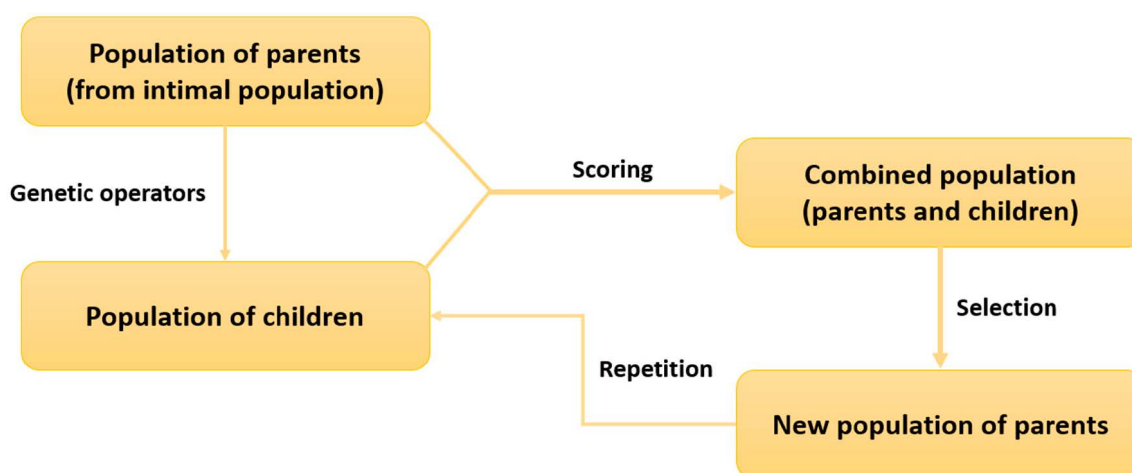 Population of parents
(from intimal population)
Genetic operators
Scoring
Combined population
(parents and children)
Population of children
Selection
Repetition
New population of parents